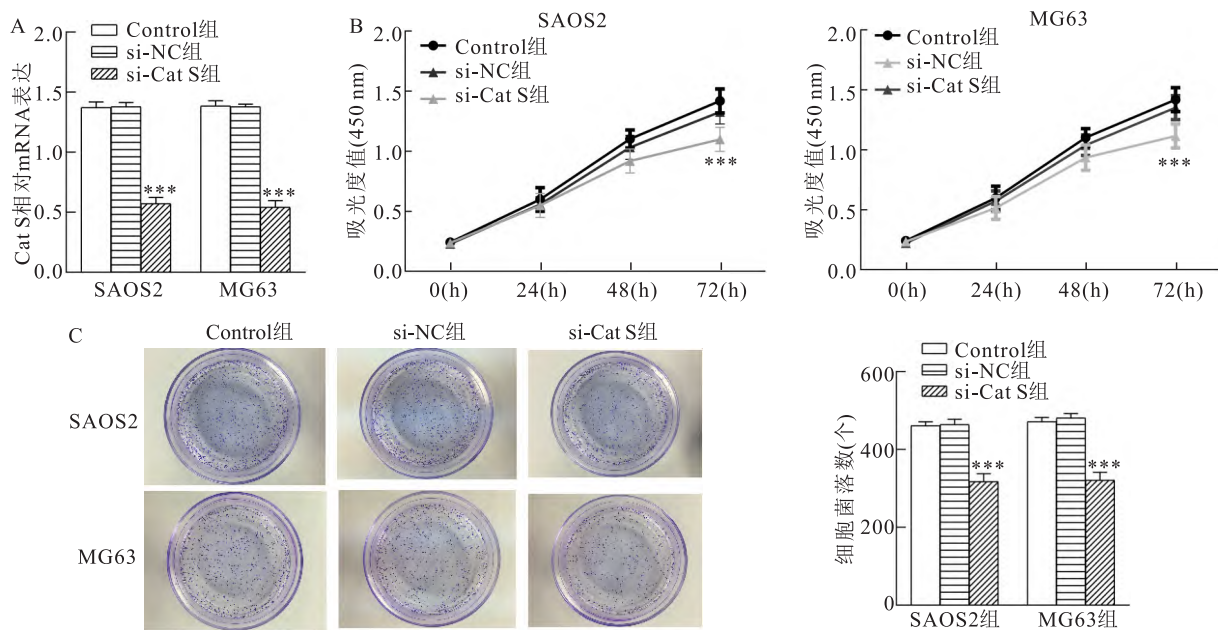 A
Control组
si-NC组
si-Cat S组
Cat S相对mRNA表达
2.0
1.5
1.0
0.5
0.0
***
***
SAOS2
MG63
B
SAOS2
Control组
si-NC组
si-Cat S组
吸光度值(450 nm)
2.0
1.5
1.0
0.5
0.0
***
0(h)
24(h)
48(h)
72(h)
MG63
Control组
si-NC组
si-Cat S组
吸光度值(450 nm)
2.0
1.5
1.0
0.5
0.0
***
0(h)
24(h)
48(h)
72(h)
C
Control组
si-NC组
si-Cat S组
SAOS2
MG63
Control组
si-NC组
si-Cat S组
细胞菌落数(个)
600
400
200
0
***
***
SAOS2组
MG63组